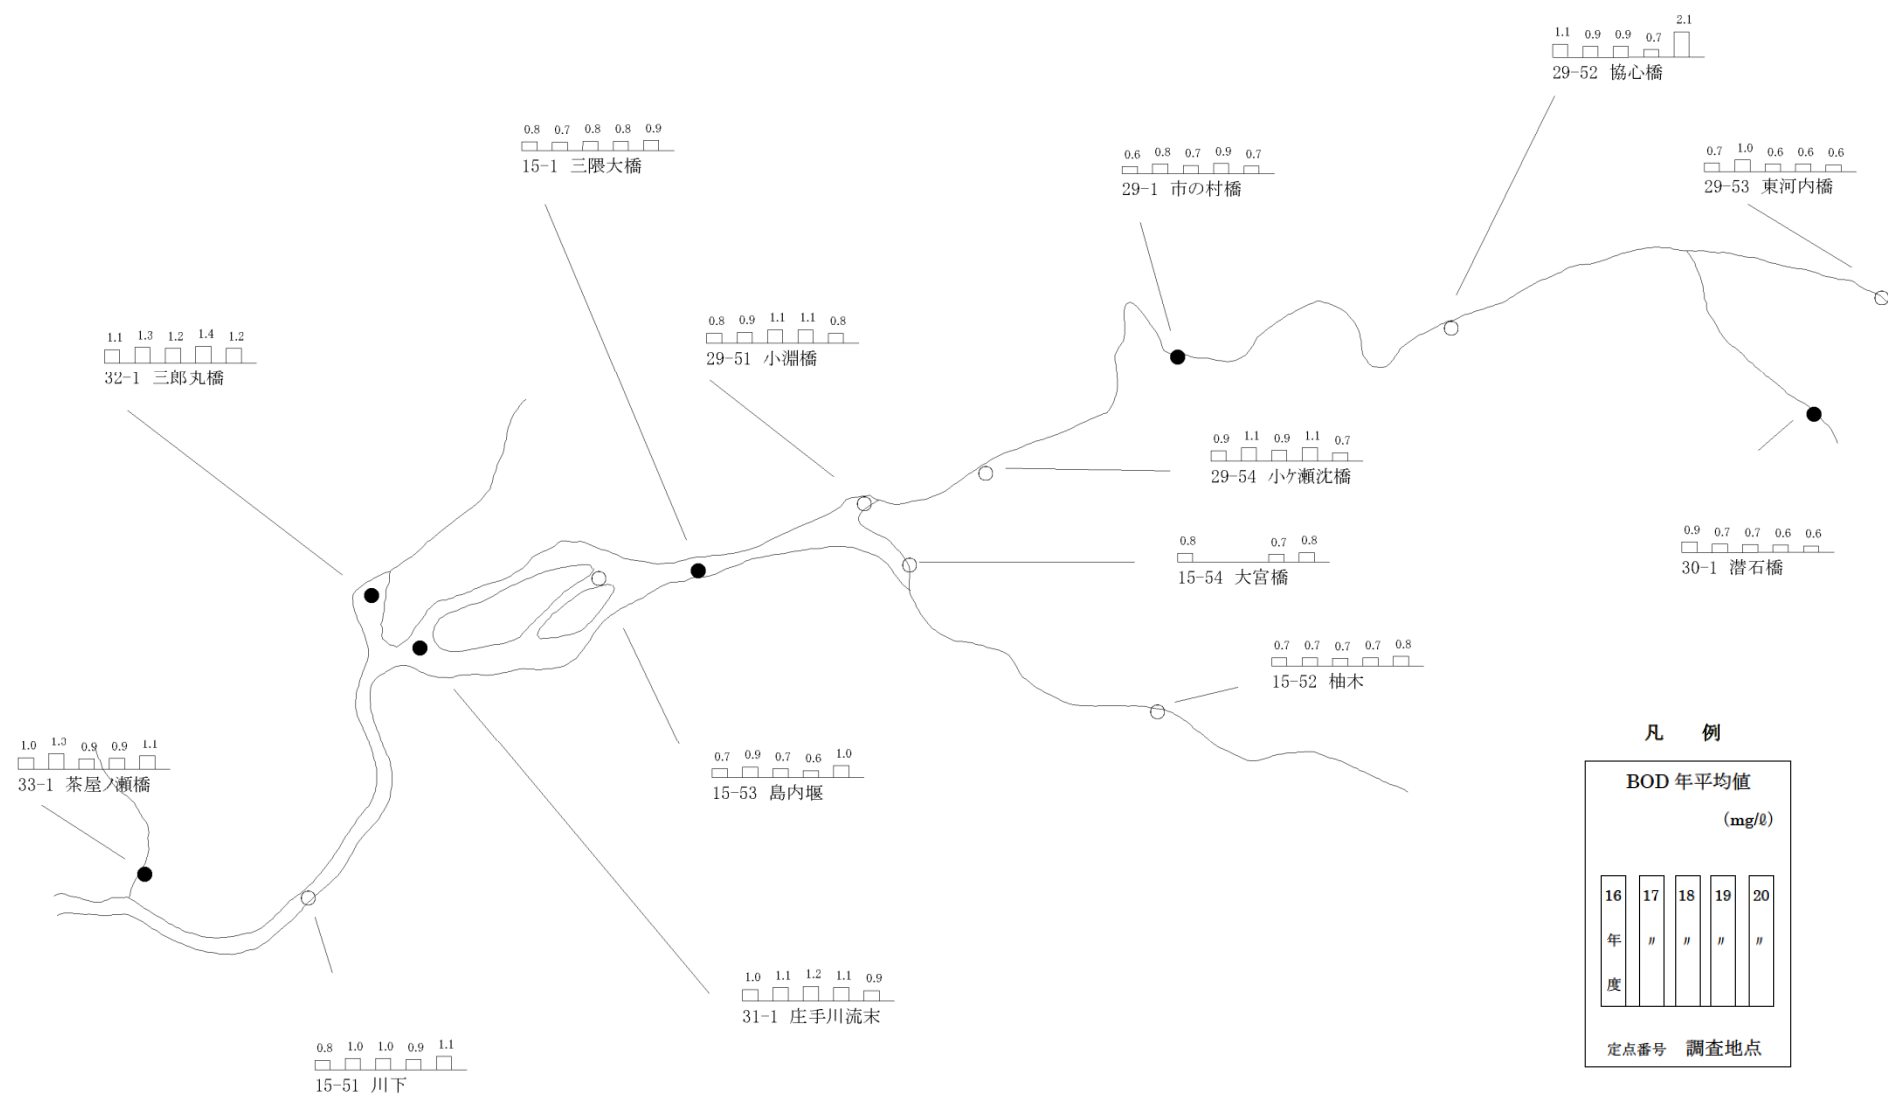 1.1 0.9 0.9 0.7 2.1
29-52 協心橋
0.8 0.7 0.8 0.8 0.9
15-1 三隈大橋
0.6 0.8 0.7 0.9 0.7
29-1 市の村橋
0.7 1.0 0.6 0.6 0.6
29-53 東河内橋
1.1 1.3 1.2 1.4 1.2
32-1 三郎丸橋
0.8 0.9 1.1 1.1 0.8
29-51 小淵橋
0.9 1.1 0.9 1.1 0.7
29-54 小ケ瀬沈橋
0.9 0.7 0.7 0.6 0.6
30-1 潜石橋
0.8 0.7 0.8
15-54 大宮橋
0.7 0.7 0.7 0.7 0.8
15-52 柚木
1.0 1.3 0.9 0.9 1.1
33-1 茶屋ノ瀬橋
0.7 0.9 0.7 0.6 1.0
15-53 島内堰
1.0 1.1 1.2 1.1 0.9
31-1 庄手川流末
0.8 1.0 1.0 0.9 1.1
15-51 川下
凡 例
BOD 年平均値
(mg/ℓ)
16 17 18 19 20
年 〃 〃 〃 〃
度
定点番号 調査地点